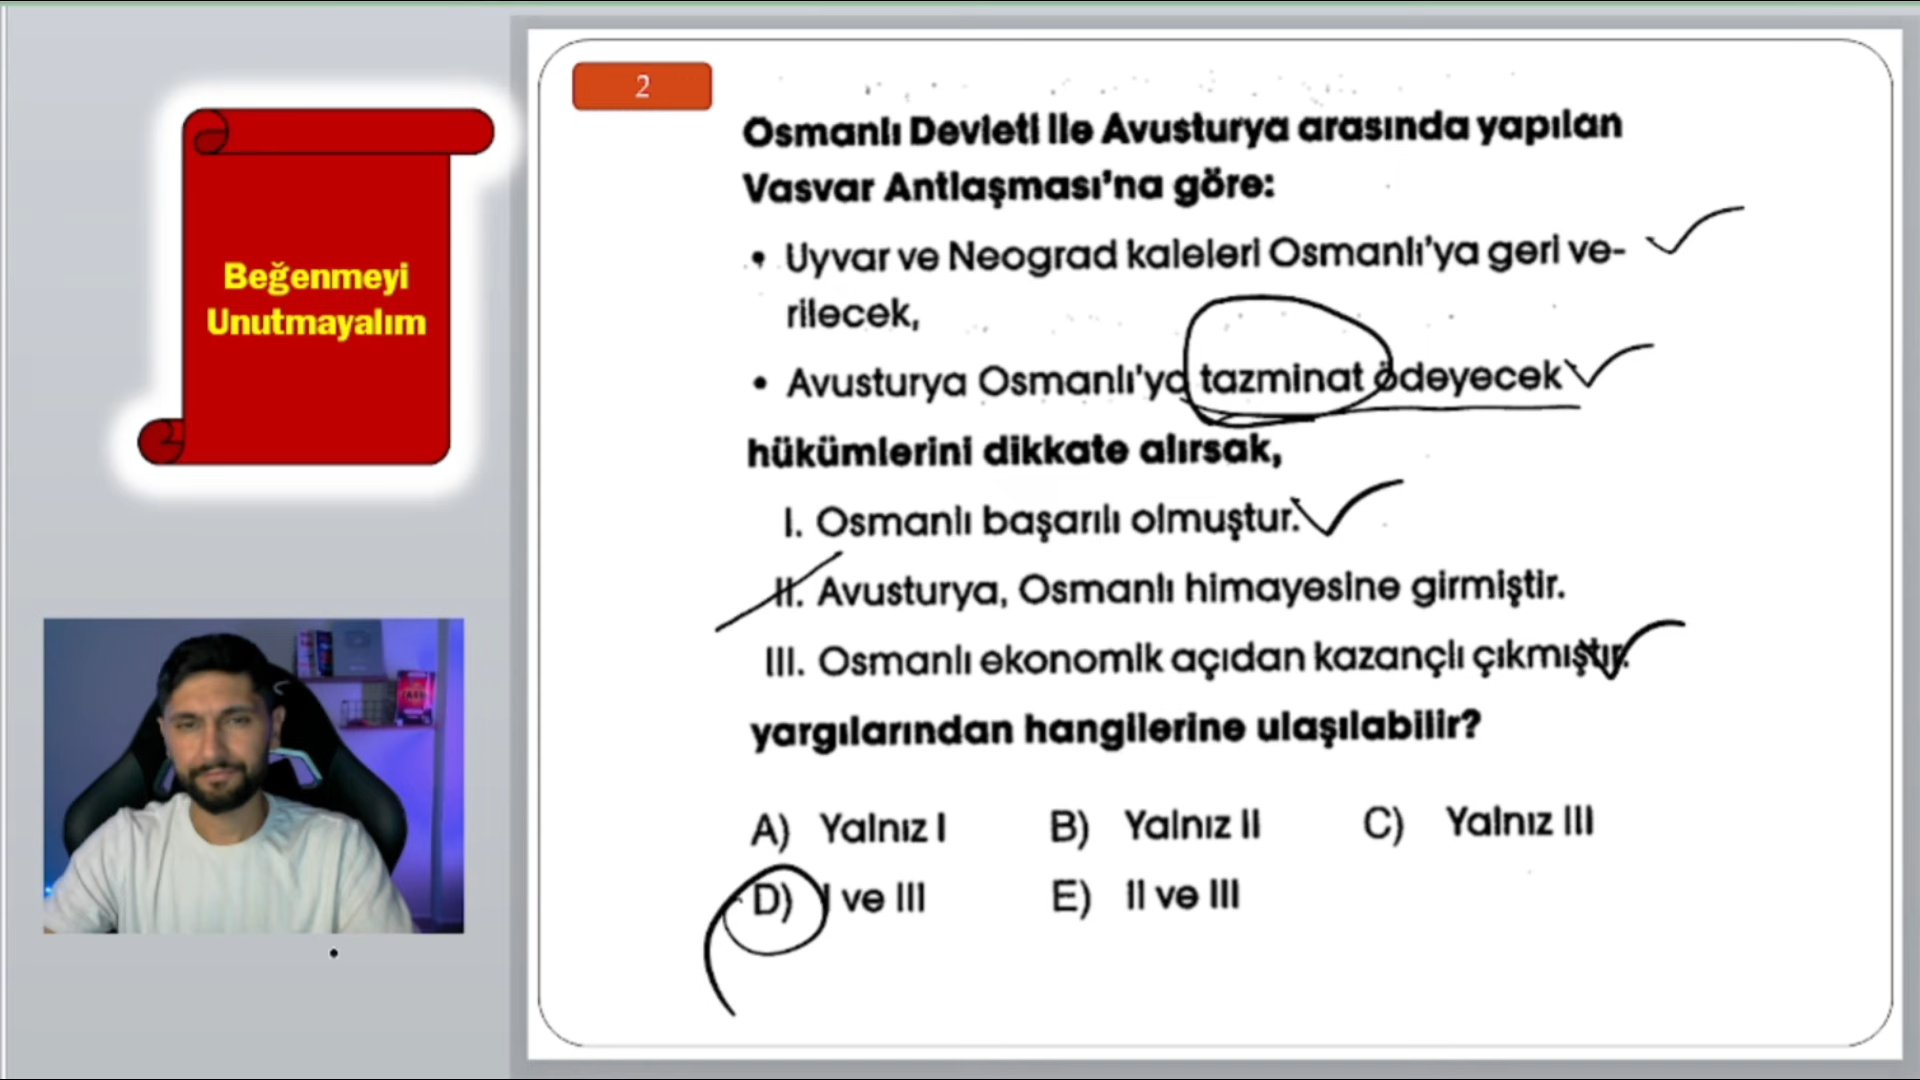 Beğenmeyi
Unutmayalım
2
Osmanlı Devleti ile Avusturya arasında yapılan
Vasvar Antlaşması’na göre:
• Uyvar ve Neograd kaleleri Osmanlı’ya geri ve-
rilecek,
• Avusturya Osmanlı’ya tazminat ödeyecek
hükümlerini dikkate alırsak,
I. Osmanlı başarılı olmuştur.
II. Avusturya, Osmanlı himayesine girmiştir.
III. Osmanlı ekonomik açıdan kazançlı çıkmıştır.
yargılarından hangilerine ulaşılabilir?
A) Yalnız I B) Yalnız II C) Yalnız III
D) I ve III E) II ve III